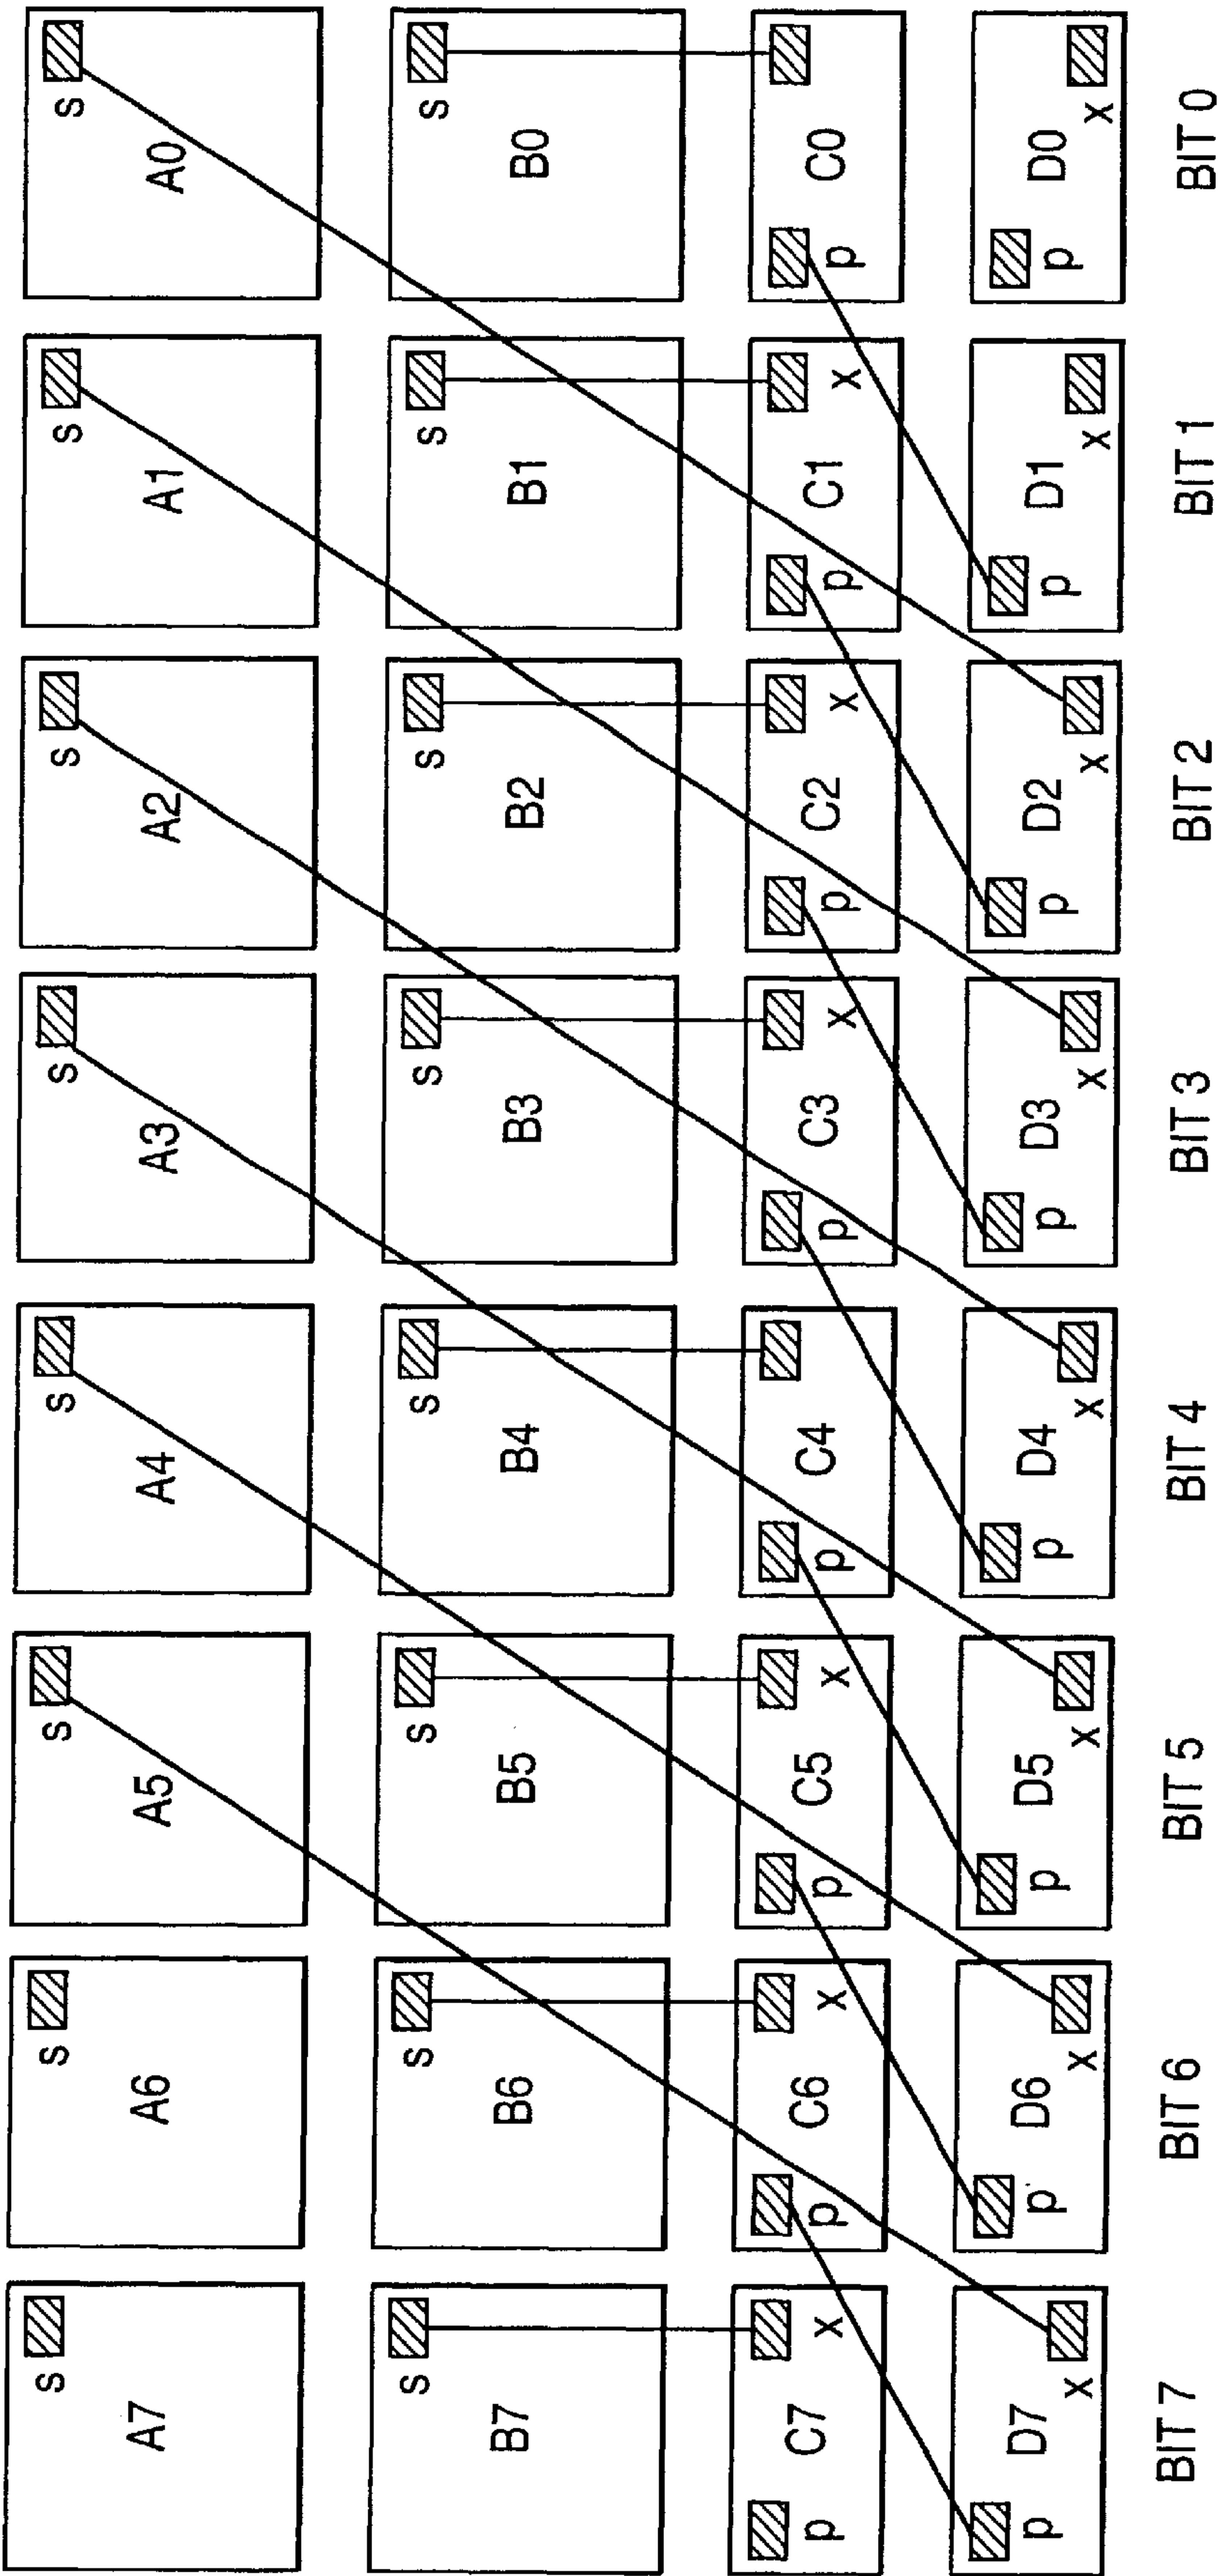 s s s s s s s s
A7 A6 A5 A4 A3 A2 A1 A0
s s s s s s s s
B7 B6 B5 B4 B3 B2 B1 B0
p C7 x p C6 x p C5 x p C4 p C3 x p C2 x p C1 x p C0
p D7 x p D6 x p D5 x p D4 x p D3 x p D2 x p D1 x p D0 x
BIT 7 BIT 6 BIT 5 BIT 4 BIT 3 BIT 2 BIT 1 BIT 0